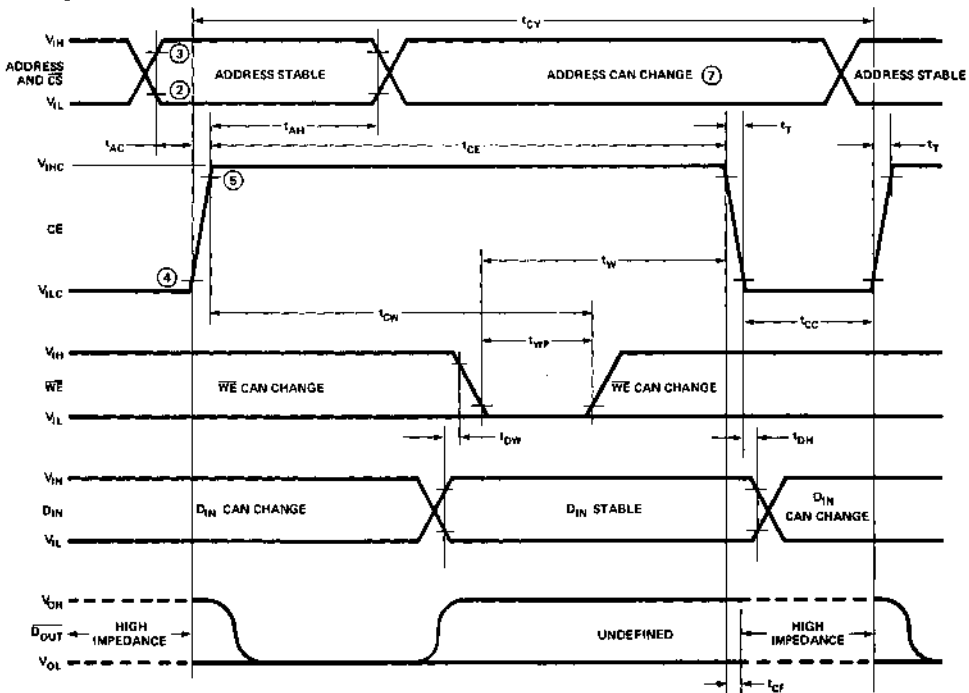 tCY
VIH
ADDRESS AND CS
VIL
③
②
ADDRESS STABLE
ADDRESS CAN CHANGE ⑦
ADDRESS STABLE
tAH
tT
tAC
tCE
tT
VIHC
⑤
CE
④
VILC
tW
tCW
tWP
tCC
VIH
WE
VIL
WE CAN CHANGE
WE CAN CHANGE
tDW
tDH
VIH
DIN
VIL
DIN CAN CHANGE
DIN STABLE
DIN CAN CHANGE
VOH
DOUT
VOL
HIGH IMPEDANCE
UNDEFINED
HIGH IMPEDANCE
tCF